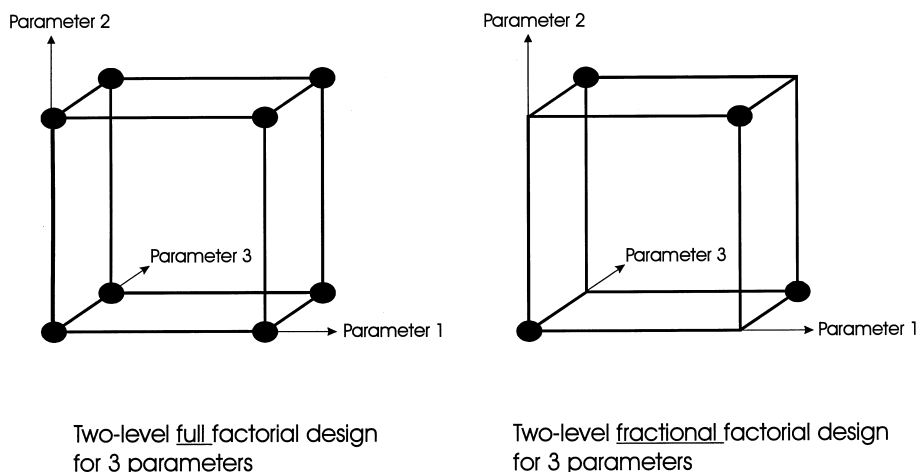 Parameter 2
Parameter 3
Parameter 1
Two-level full factorial design
for 3 parameters
Parameter 2
Parameter 3
Parameter 1
Two-level fractional factorial design
for 3 parameters